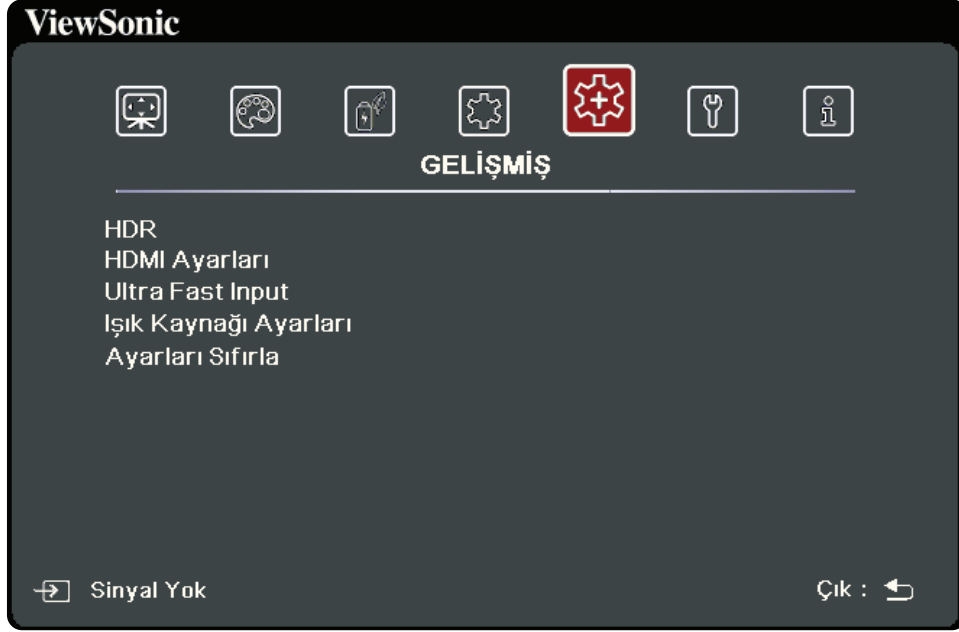 ViewSonic
GELİŞMİŞ
HDR
HDMI Ayarları
Ultra Fast Input
Işık Kaynağı Ayarları
Ayarları Sıfırla
Sinyal Yok
Çık :